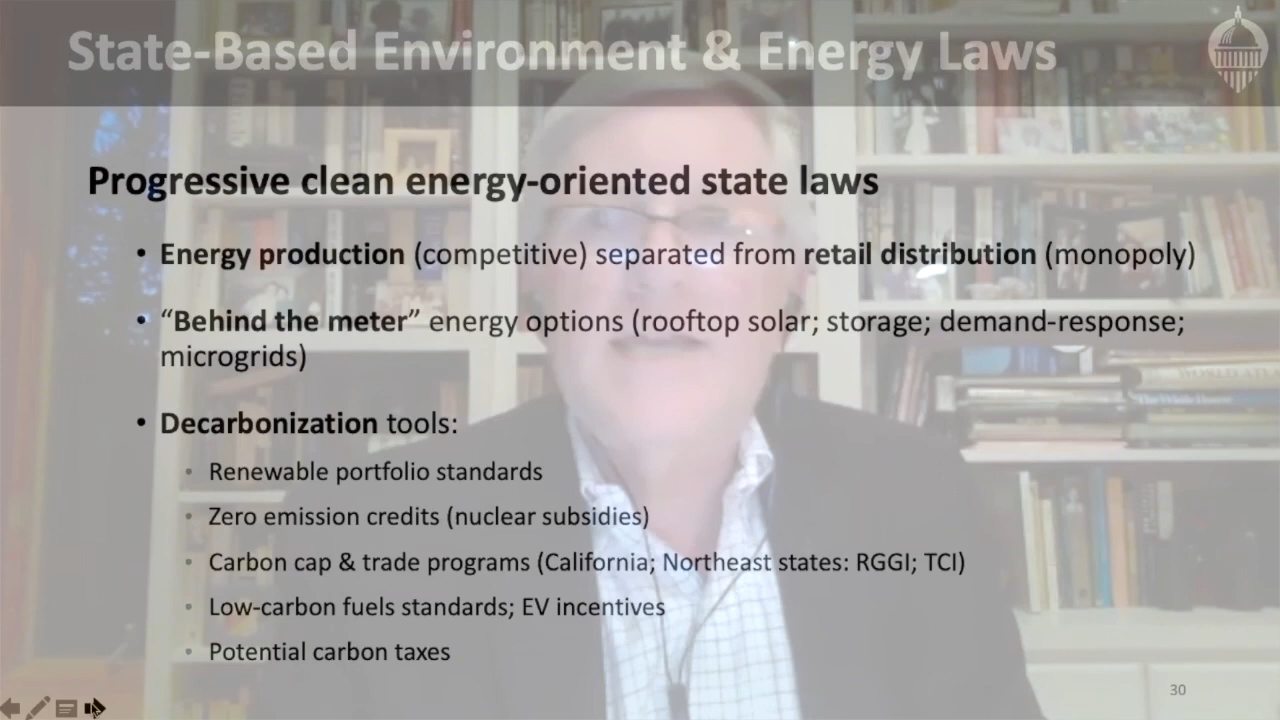 State-Based Environment & Energy Laws
Progressive clean energy-oriented state laws
• Energy production (competitive) separated from retail distribution (monopoly)
• “Behind the meter” energy options (rooftop solar; storage; demand-response;
microgrids)
• Decarbonization tools:
• Renewable portfolio standards
• Zero emission credits (nuclear subsidies)
• Carbon cap & trade programs (California; Northeast states: RGGI; TCI)
• Low-carbon fuels standards; EV incentives
• Potential carbon taxes
30